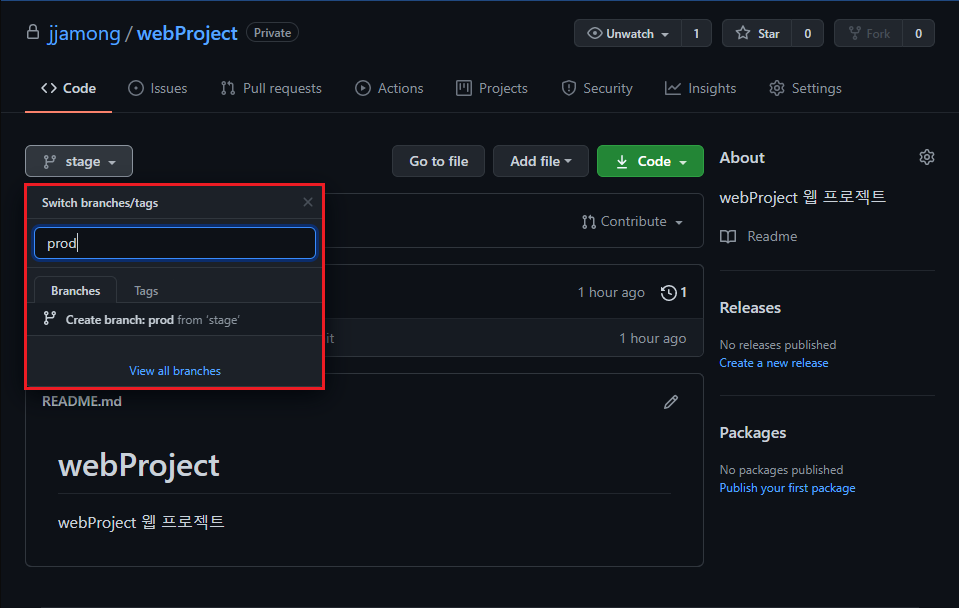 jjamong / webProject Private
Unwatch 1 Star 0 Fork 0
Code Issues Pull requests Actions Projects Security Insights Settings
stage Go to file Add file Code
Switch branches/tags
prod
Branches Tags
Create branch: prod from 'stage'
View all branches
Contribute
1 hour ago 1
it 1 hour ago
README.md
webProject
webProject 웹 프로젝트
About
webProject 웹 프로젝트
Readme
Releases
No releases published
Create a new release
Packages
No packages published
Publish your first package